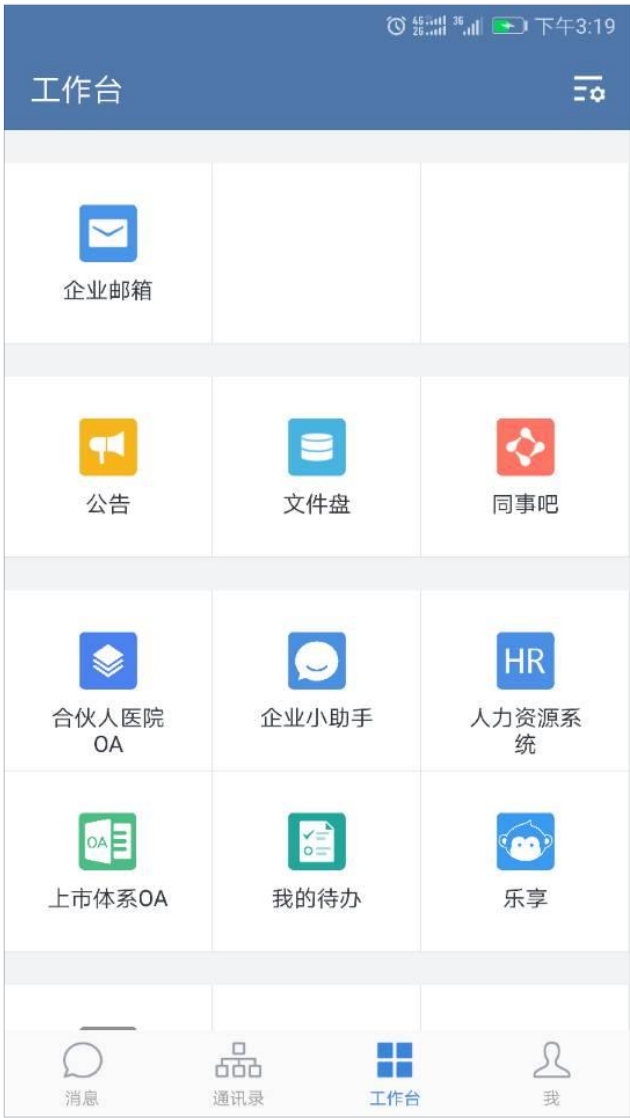 4G 2G 3G 下午3:19
工作台
企业邮箱
公告 文件盘 同事吧
合伙人医院 企业小助手 人力资源系
OA 统
HR
OA
上市体系OA 我的待办 乐享
消息 通讯录 工作台 我